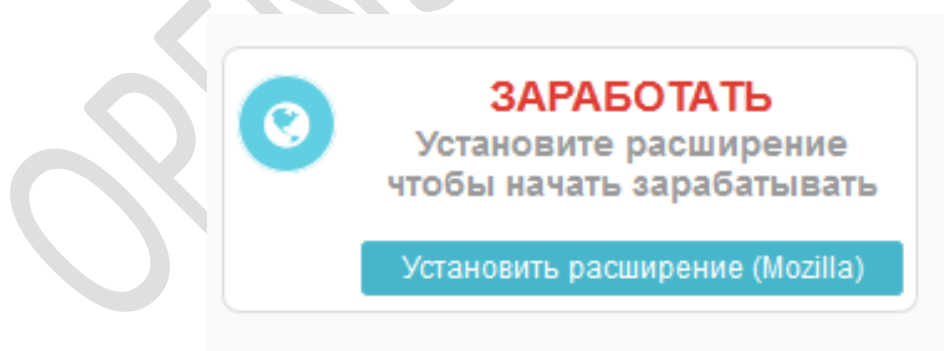 ЗАРАБОТАТЬ
Установите расширение
чтобы начать зарабатывать
Установить расширение (Mozilla)